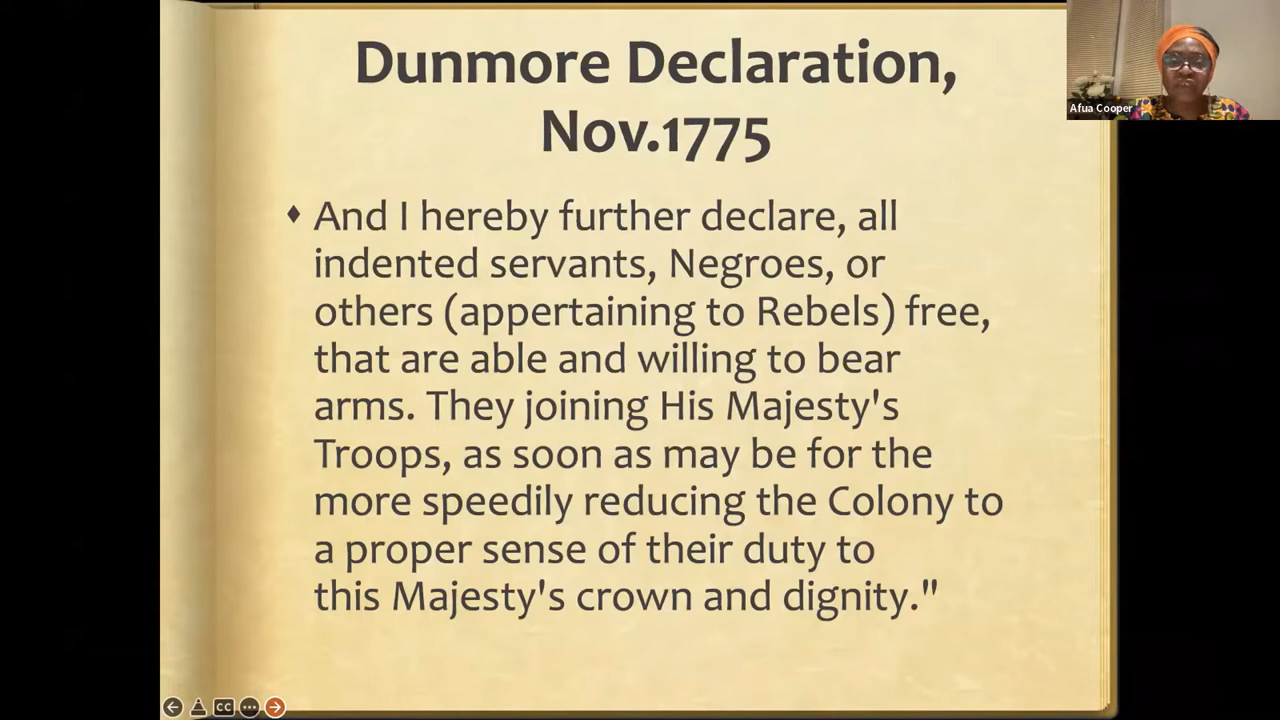 Dunmore Declaration,
Nov.1775
Afua Cooper
And I hereby further declare, all
indented servants, Negroes, or
others (appertaining to Rebels) free,
that are able and willing to bear
arms. They joining His Majesty's
Troops, as soon as may be for the
more speedily reducing the Colony to
a proper sense of their duty to
this Majesty's crown and dignity."
CC